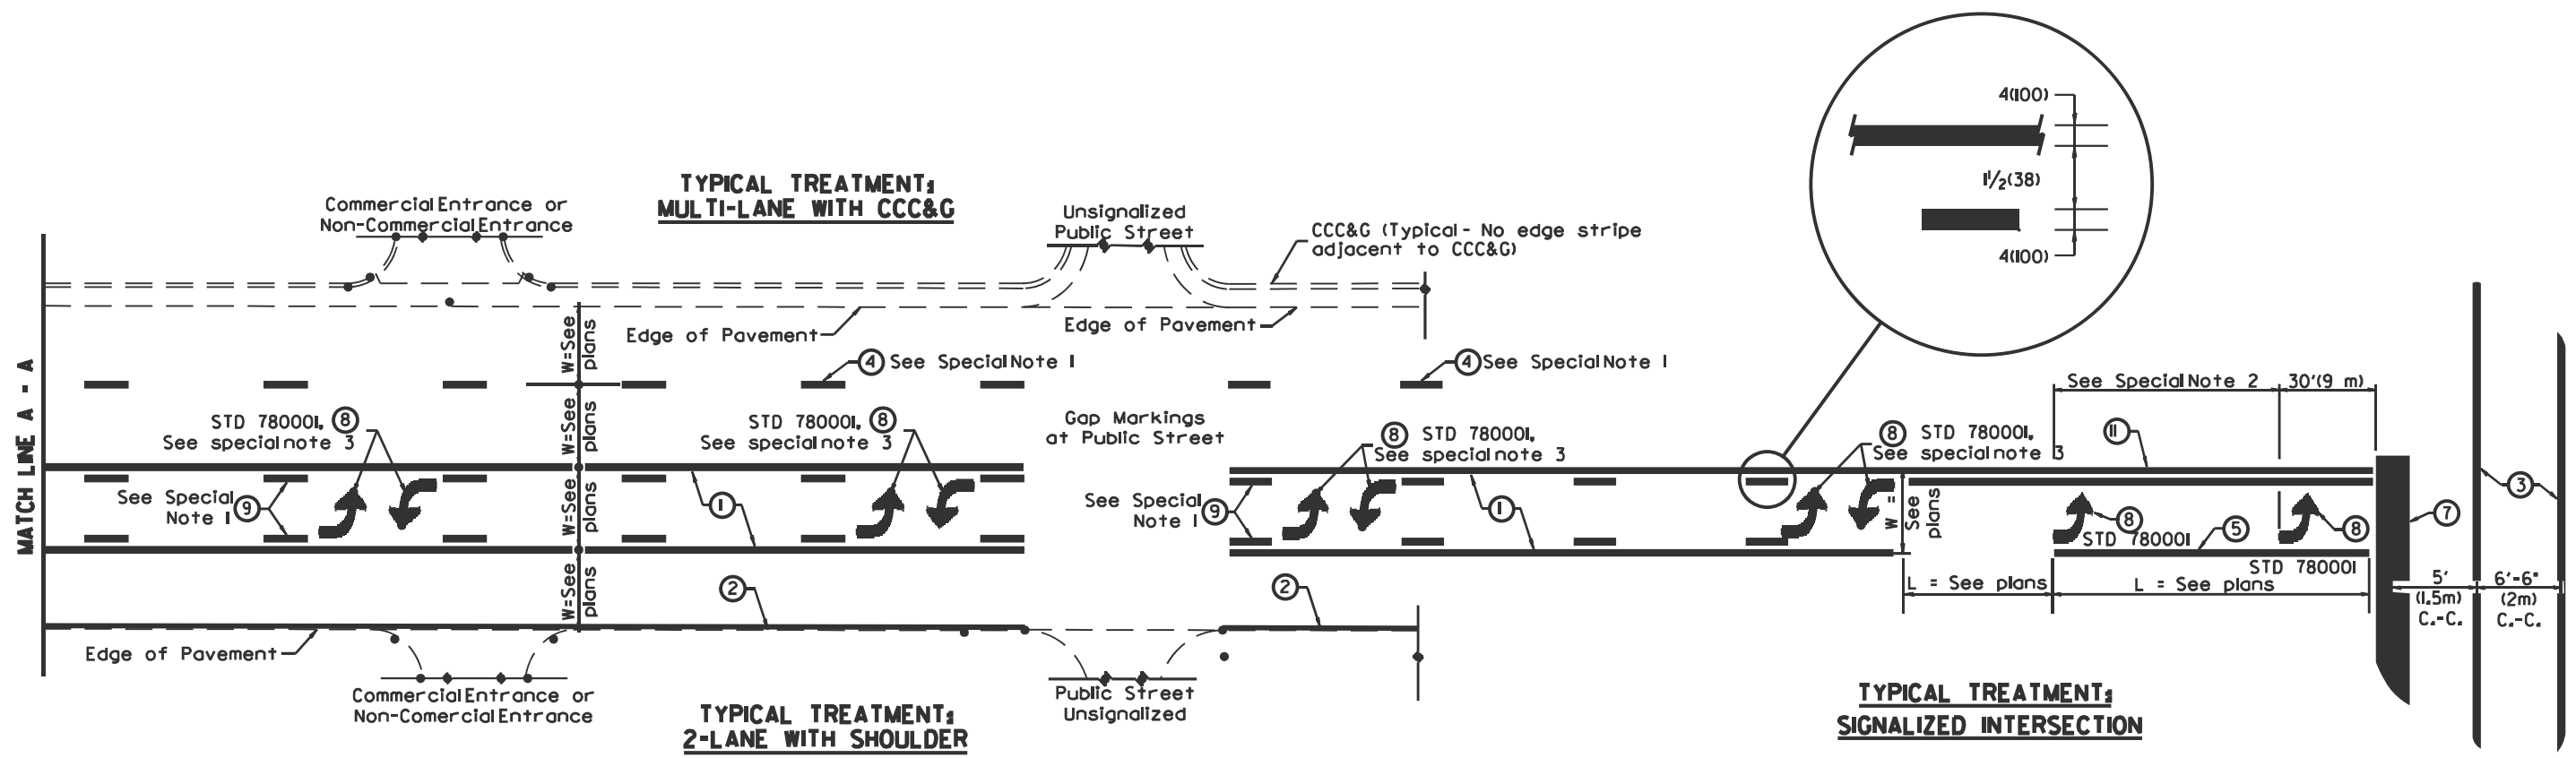 MATCH LINE A - A
TYPICAL TREATMENT:
MULTI-LANE WITH CCC&G
Commercial Entrance or
Non-Commercial Entrance
Unsignalized
Public Street
CCC&G (Typical - No edge stripe
adjacent to CCC&G)
Edge of Pavement
Edge of Pavement
W=See
plans
4 See Special Note 1
4 See Special Note 1
STD 780001, 8
See special note 3
W=See
plans
STD 780001, 8
See special note 3
Gap Markings
at Public Street
8 STD 780001,
See special note 3
8 STD 780001,
See special note 3
See Special
Note 1 9
W=See
plans
1
See Special
Note 1 9
1
W =
See
plans
W=See
plans
2
2
Edge of Pavement
Commercial Entrance or
Non-Comercial Entrance
Public Street
Unsignalized
TYPICAL TREATMENT:
2-LANE WITH SHOULDER
4(100)
1½(38)
4(100)
See Special Note 2
30'(9 m)
11
3
7
8
STD 780001
5
8
STD 780001
L = See plans
L = See plans
5'
(1.5m)
C.-C.
6'-6"
(2m)
C.-C.
TYPICAL TREATMENT:
SIGNALIZED INTERSECTION